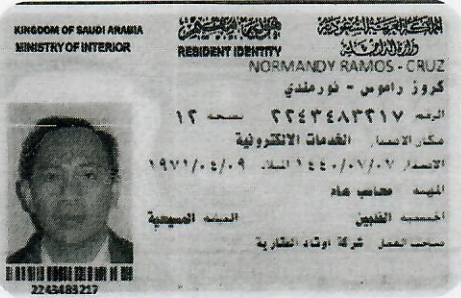 KINGDOM OF SAUDI ARABIA
MINISTRY OF INTERIOR
RESIDENT IDENTITY
المملكة العربية السعودية
وزارة الداخلية
NORMANDY RAMOS - CRUZ
كروز راموس - نورمندي
الرقم ٢٢٤٣٤٨٣٢١٧ نسخة ١٢
مكان الاصدار الخدمات الالكترونية
الاصدار ١٤٤٠/٠٧/٠٧ الميلاد ١٩٧١/٠٤/٠٩
المهنة محاسب عام
الجنسية الفلبين الديانة المسيحية
صاحب العمل شركة اوتاد العقارية
2243483217